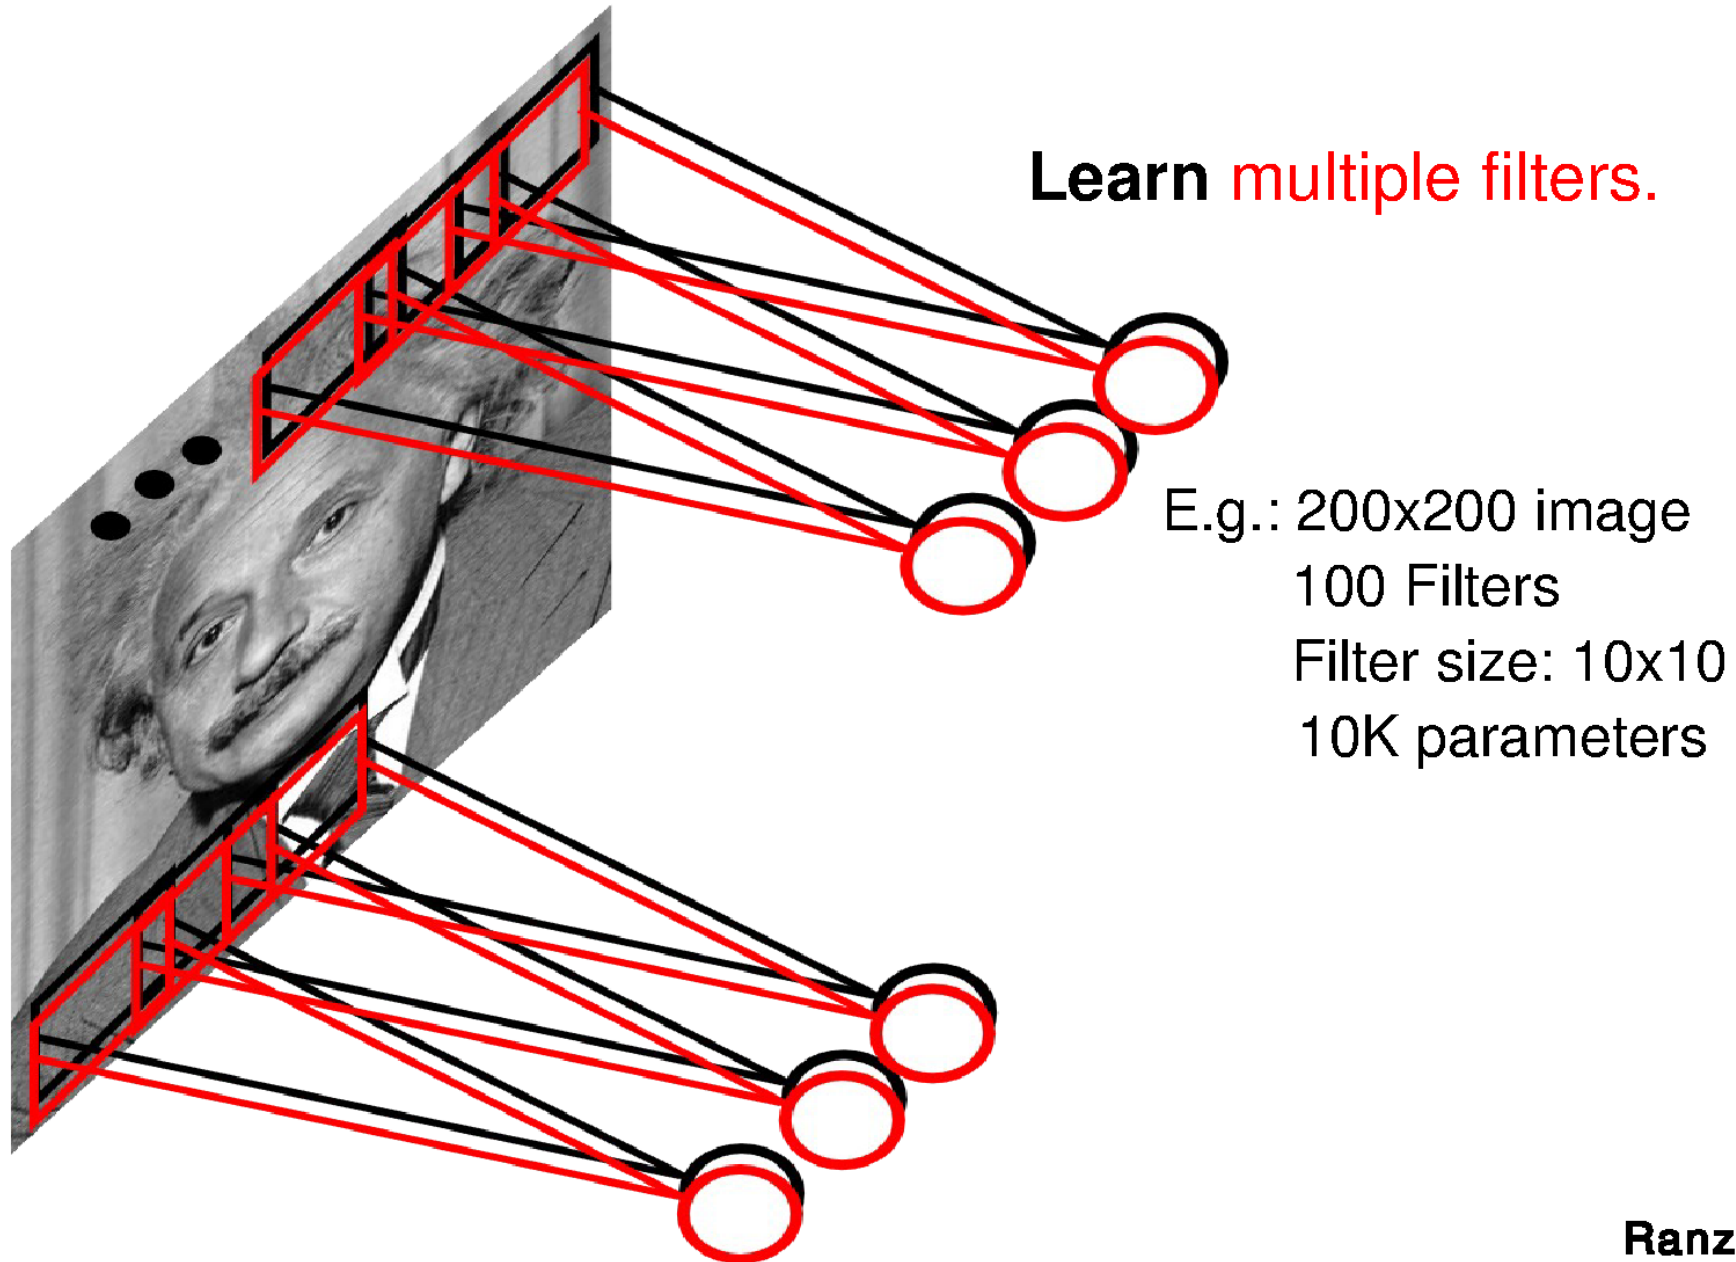 Learn multiple filters.
E.g.: 200x200 image
100 Filters
Filter size: 10x10
10K parameters
Ranz